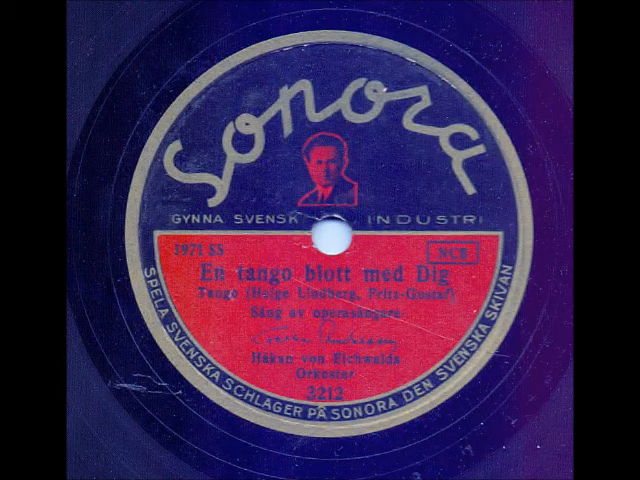 Sonora
GYNNA SVENSK INDUSTRI
1971 SS
NCB
En tango blott med Dig
Tango (Helge Lindberg, Fritz-Gustaf)
Sång av operasångare
Håkan von Eichwalds
Orkester
3212
SPELA SVENSKA SCHLAGER PÅ SONORA DEN SVENSKA SKIVAN